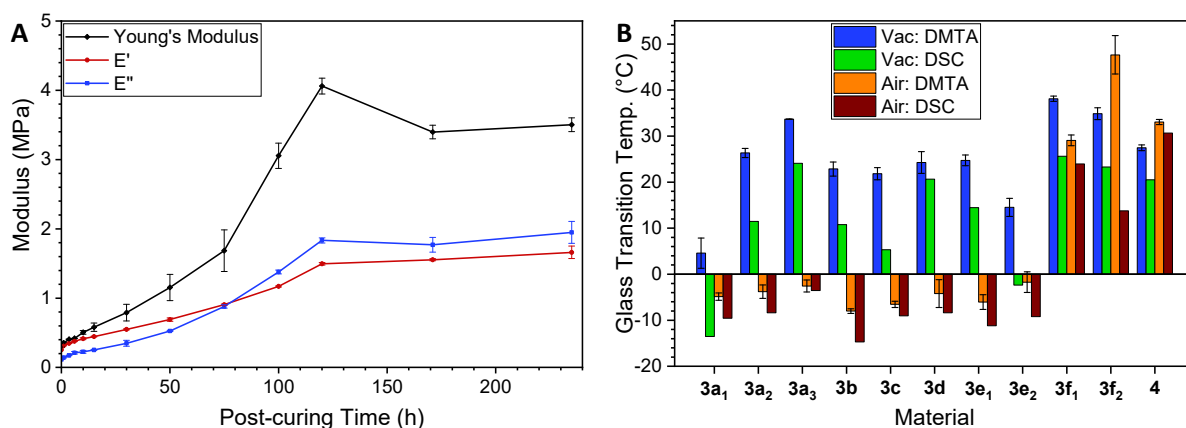 A
Young's Modulus
E'
E"
Modulus (MPa)
5
4
3
2
1
0
0
50
100
150
200
Post-curing Time (h)
B
Vac: DMTA
Vac: DSC
Air: DMTA
Air: DSC
Glass Transition Temp. (°C)
50
40
30
20
10
0
-10
-20
3a₁
3a₂
3a₃
3b
3c
3d
3e₁
3e₂
3f₁
3f₂
4
Material